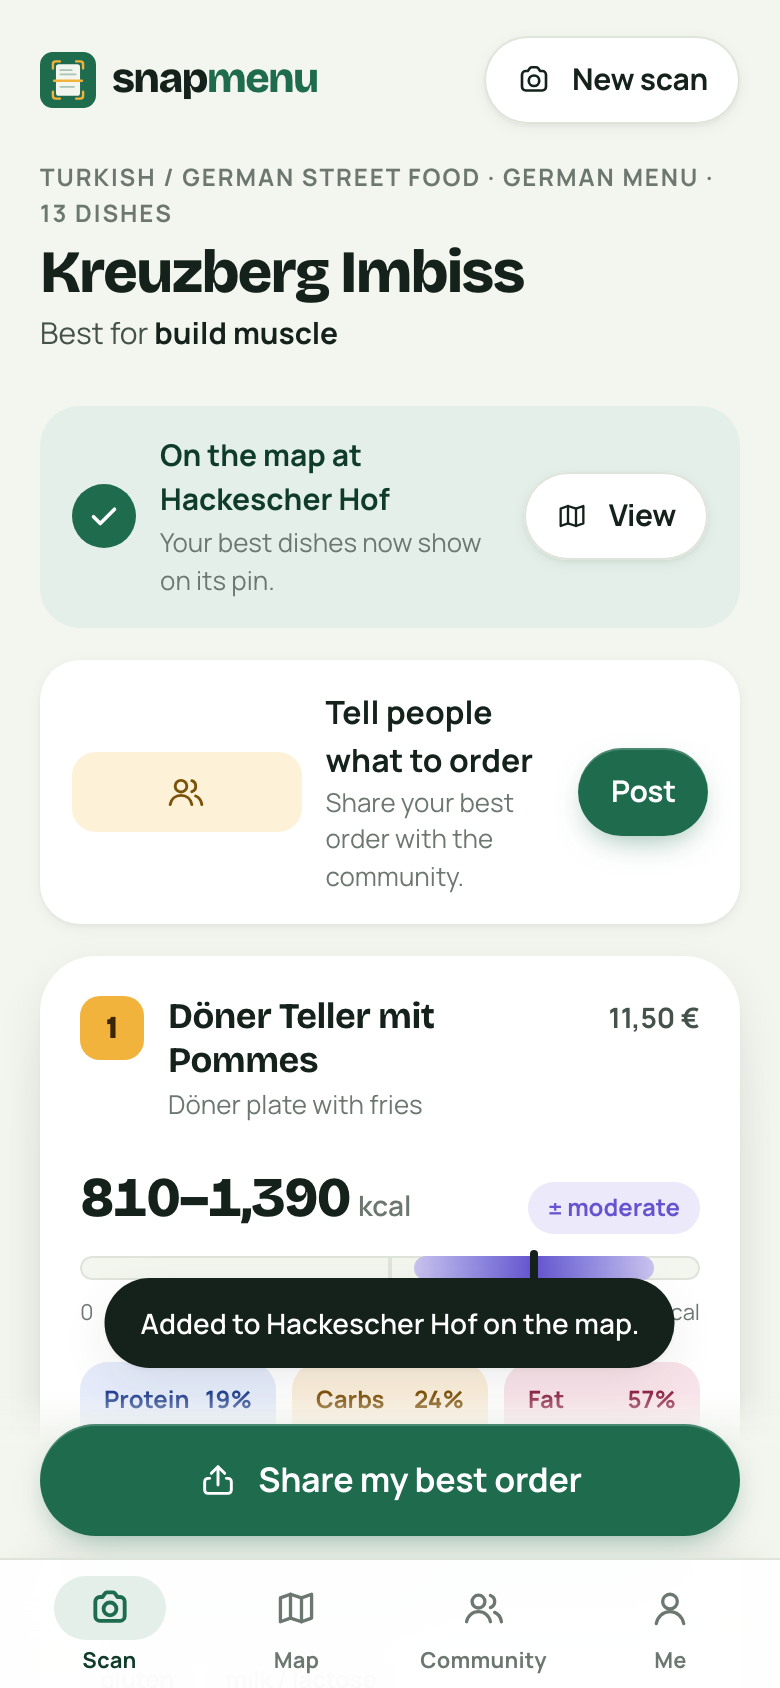 snapmenu
New scan
TURKISH / GERMAN STREET FOOD · GERMAN MENU ·
13 DISHES
Kreuzberg Imbiss
Best for build muscle
On the map at
Hackescher Hof
Your best dishes now show
on its pin.
View
Tell people
what to order
Share your best
order with the
community.
Post
1
Döner Teller mit
Pommes
11,50 €
Döner plate with fries
810–1,390 kcal
± moderate
0
Added to Hackescher Hof on the map.
Protein 19%
Carbs 24%
Fat 57%
Share my best order
Scan
Map
Community
Me
gluten
milk / lactose